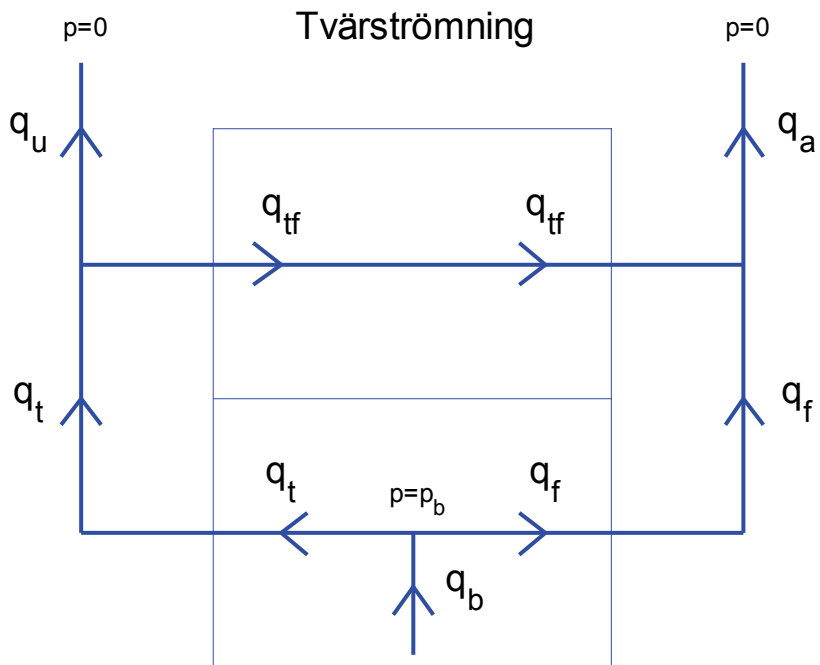 Tvärströmning
p=0 p=0
q_u q_a
q_tf q_tf
q_t q_f
q_t q_f
p=p_b
q_b